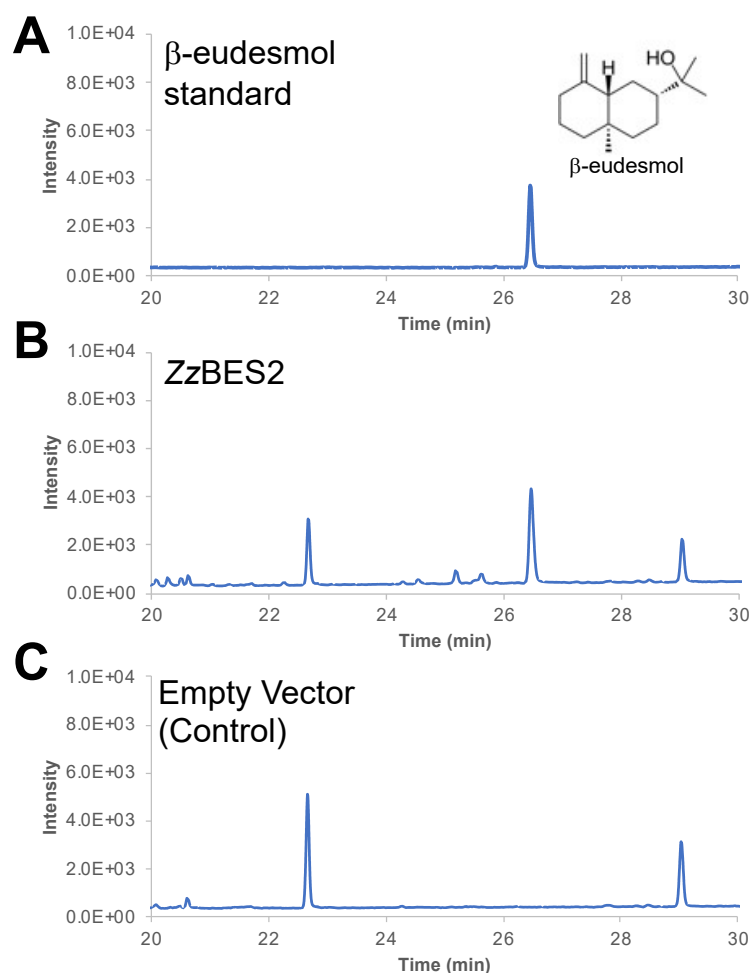 A
β-eudesmol
standard
1.0E+04
8.0E+03
6.0E+03
4.0E+03
2.0E+03
0.0E+00
Intensity
HO
H
β-eudesmol
20 22 24 26 28 30
Time (min)
B
ZzBES2
1.0E+04
8.0E+03
6.0E+03
4.0E+03
2.0E+03
0.0E+00
Intensity
20 22 24 26 28 30
Time (min)
C
Empty Vector
(Control)
1.0E+04
8.0E+03
6.0E+03
4.0E+03
2.0E+03
0.0E+00
Intensity
20 22 24 26 28 30
Time (min)